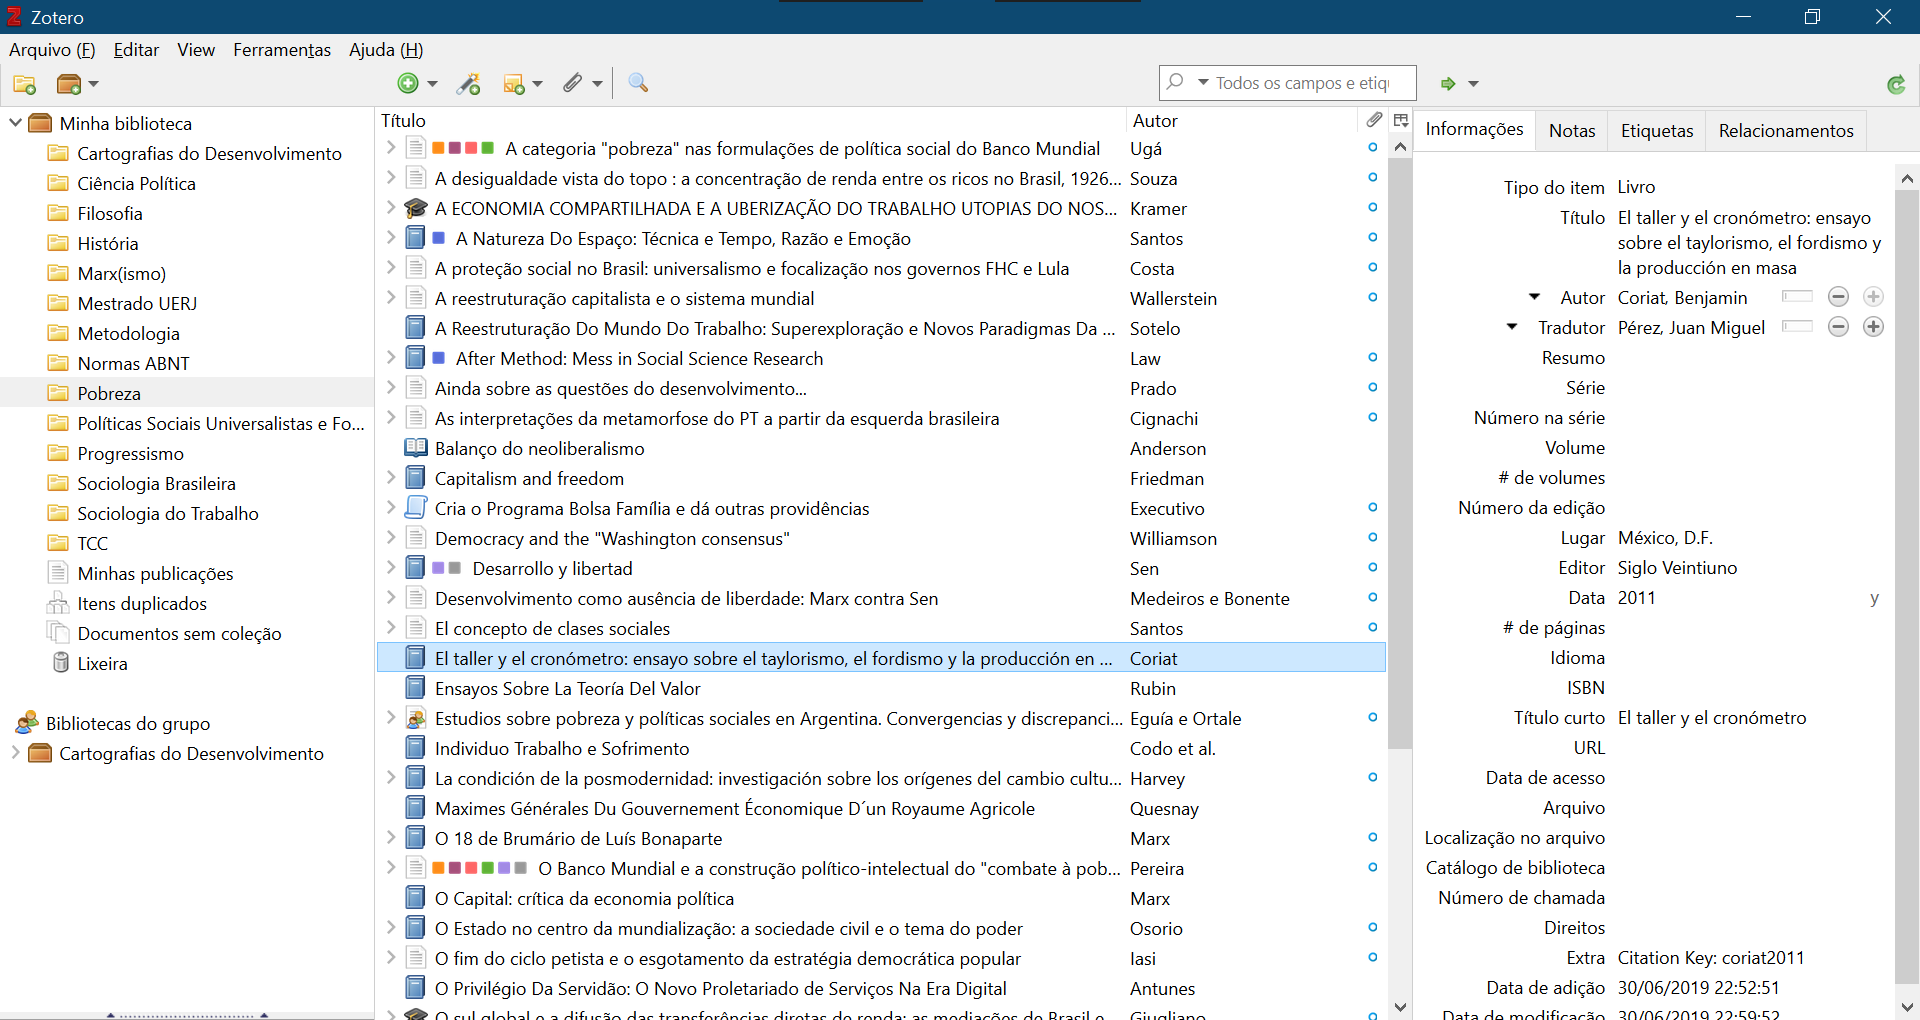 Zotero
Arquivo (F) Editar View Ferramentas Ajuda (H)
Todos os campos e etiq
Minha biblioteca
Cartografias do Desenvolvimento
Ciência Política
Filosofia
História
Marx(ismo)
Mestrado UERJ
Metodologia
Normas ABNT
Pobreza
Políticas Sociais Universalistas e Fo...
Progressismo
Sociologia Brasileira
Sociologia do Trabalho
TCC
Minhas publicações
Itens duplicados
Documentos sem coleção
Lixeira
Bibliotecas do grupo
Cartografias do Desenvolvimento
Título Autor
A categoria "pobreza" nas formulações de política social do Banco Mundial Ugá
A desigualdade vista do topo : a concentração de renda entre os ricos no Brasil, 1926... Souza
A ECONOMIA COMPARTILHADA E A UBERIZAÇÃO DO TRABALHO UTOPIAS DO NOS... Kramer
A Natureza Do Espaço: Técnica e Tempo, Razão e Emoção Santos
A proteção social no Brasil: universalismo e focalização nos governos FHC e Lula Costa
A reestruturação capitalista e o sistema mundial Wallerstein
A Reestruturação Do Mundo Do Trabalho: Superexploração e Novos Paradigmas Da ... Sotelo
After Method: Mess in Social Science Research Law
Ainda sobre as questões do desenvolvimento... Prado
As interpretações da metamorfose do PT a partir da esquerda brasileira Cignachi
Balanço do neoliberalismo Anderson
Capitalism and freedom Friedman
Cria o Programa Bolsa Família e dá outras providências Executivo
Democracy and the "Washington consensus" Williamson
Desarrollo y libertad Sen
Desenvolvimento como ausência de liberdade: Marx contra Sen Medeiros e Bonente
El concepto de clases sociales Santos
El taller y el cronómetro: ensayo sobre el taylorismo, el fordismo y la producción en ... Coriat
Ensayos Sobre La Teoría Del Valor Rubin
Estudios sobre pobreza y políticas sociales en Argentina. Convergencias y discrepanci... Eguía e Ortale
Individuo Trabalho e Sofrimento Codo et al.
La condición de la posmodernidad: investigación sobre los orígenes del cambio cultu... Harvey
Maximes Générales Du Gouvernement Économique D´un Royaume Agricole Quesnay
O 18 de Brumário de Luís Bonaparte Marx
O Banco Mundial e a construção político-intelectual do "combate à pob... Pereira
O Capital: crítica da economia política Marx
O Estado no centro da mundialização: a sociedade civil e o tema do poder Osorio
O fim do ciclo petista e o esgotamento da estratégia democrática popular Iasi
O Privilégio Da Servidão: O Novo Proletariado de Serviços Na Era Digital Antunes
O sul global e a difusão das transferências diretas de renda: as mediações de Brasil e Giugliano
Informações Notas Etiquetas Relacionamentos
Tipo do item Livro
Título El taller y el cronómetro: ensayo
sobre el taylorismo, el fordismo y
la producción en masa
Autor Coriat, Benjamin
Tradutor Pérez, Juan Miguel
Resumo
Série
Número na série
Volume
# de volumes
Número da edição
Lugar México, D.F.
Editor Siglo Veintiuno
Data 2011 y
# de páginas
Idioma
ISBN
Título curto El taller y el cronómetro
URL
Data de acesso
Arquivo
Localização no arquivo
Catálogo de biblioteca
Número de chamada
Direitos
Extra Citation Key: coriat2011
Data de adição 30/06/2019 22:52:51
Data de modificação 30/06/2019 22:59:52